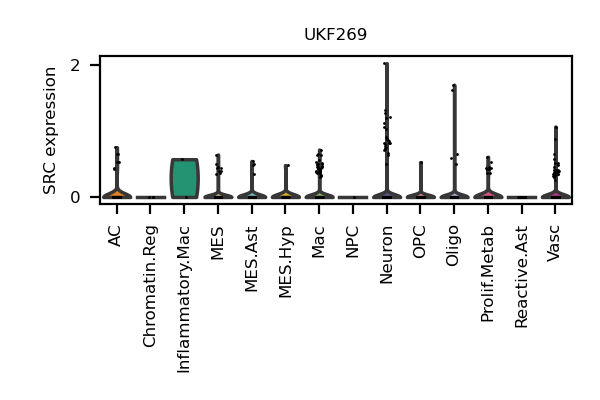 UKF269
SRC expression
2
0
AC
Chromatin.Reg
Inflammatory.Mac
MES
MES.Ast
MES.Hyp
Mac
NPC
Neuron
OPC
Oligo
Prolif.Metab
Reactive.Ast
Vasc